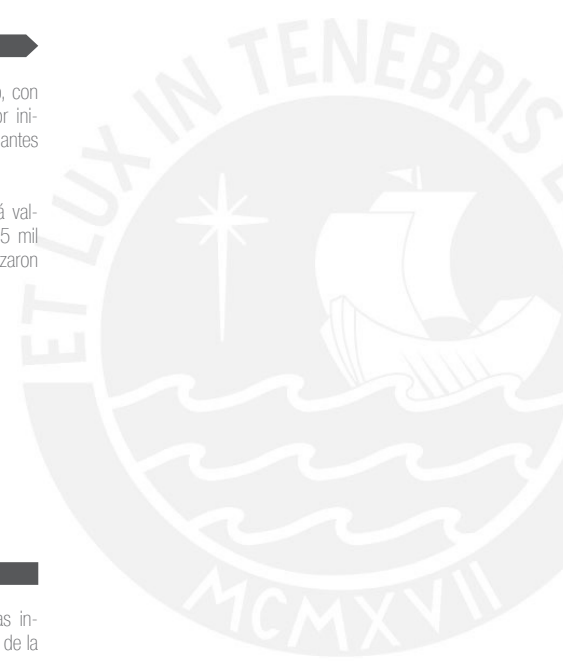 , con
or ini-
antes
á val-
5 mil
zaron
ET LUX IN TENEBRIS
MCMXVII
as in-
de la